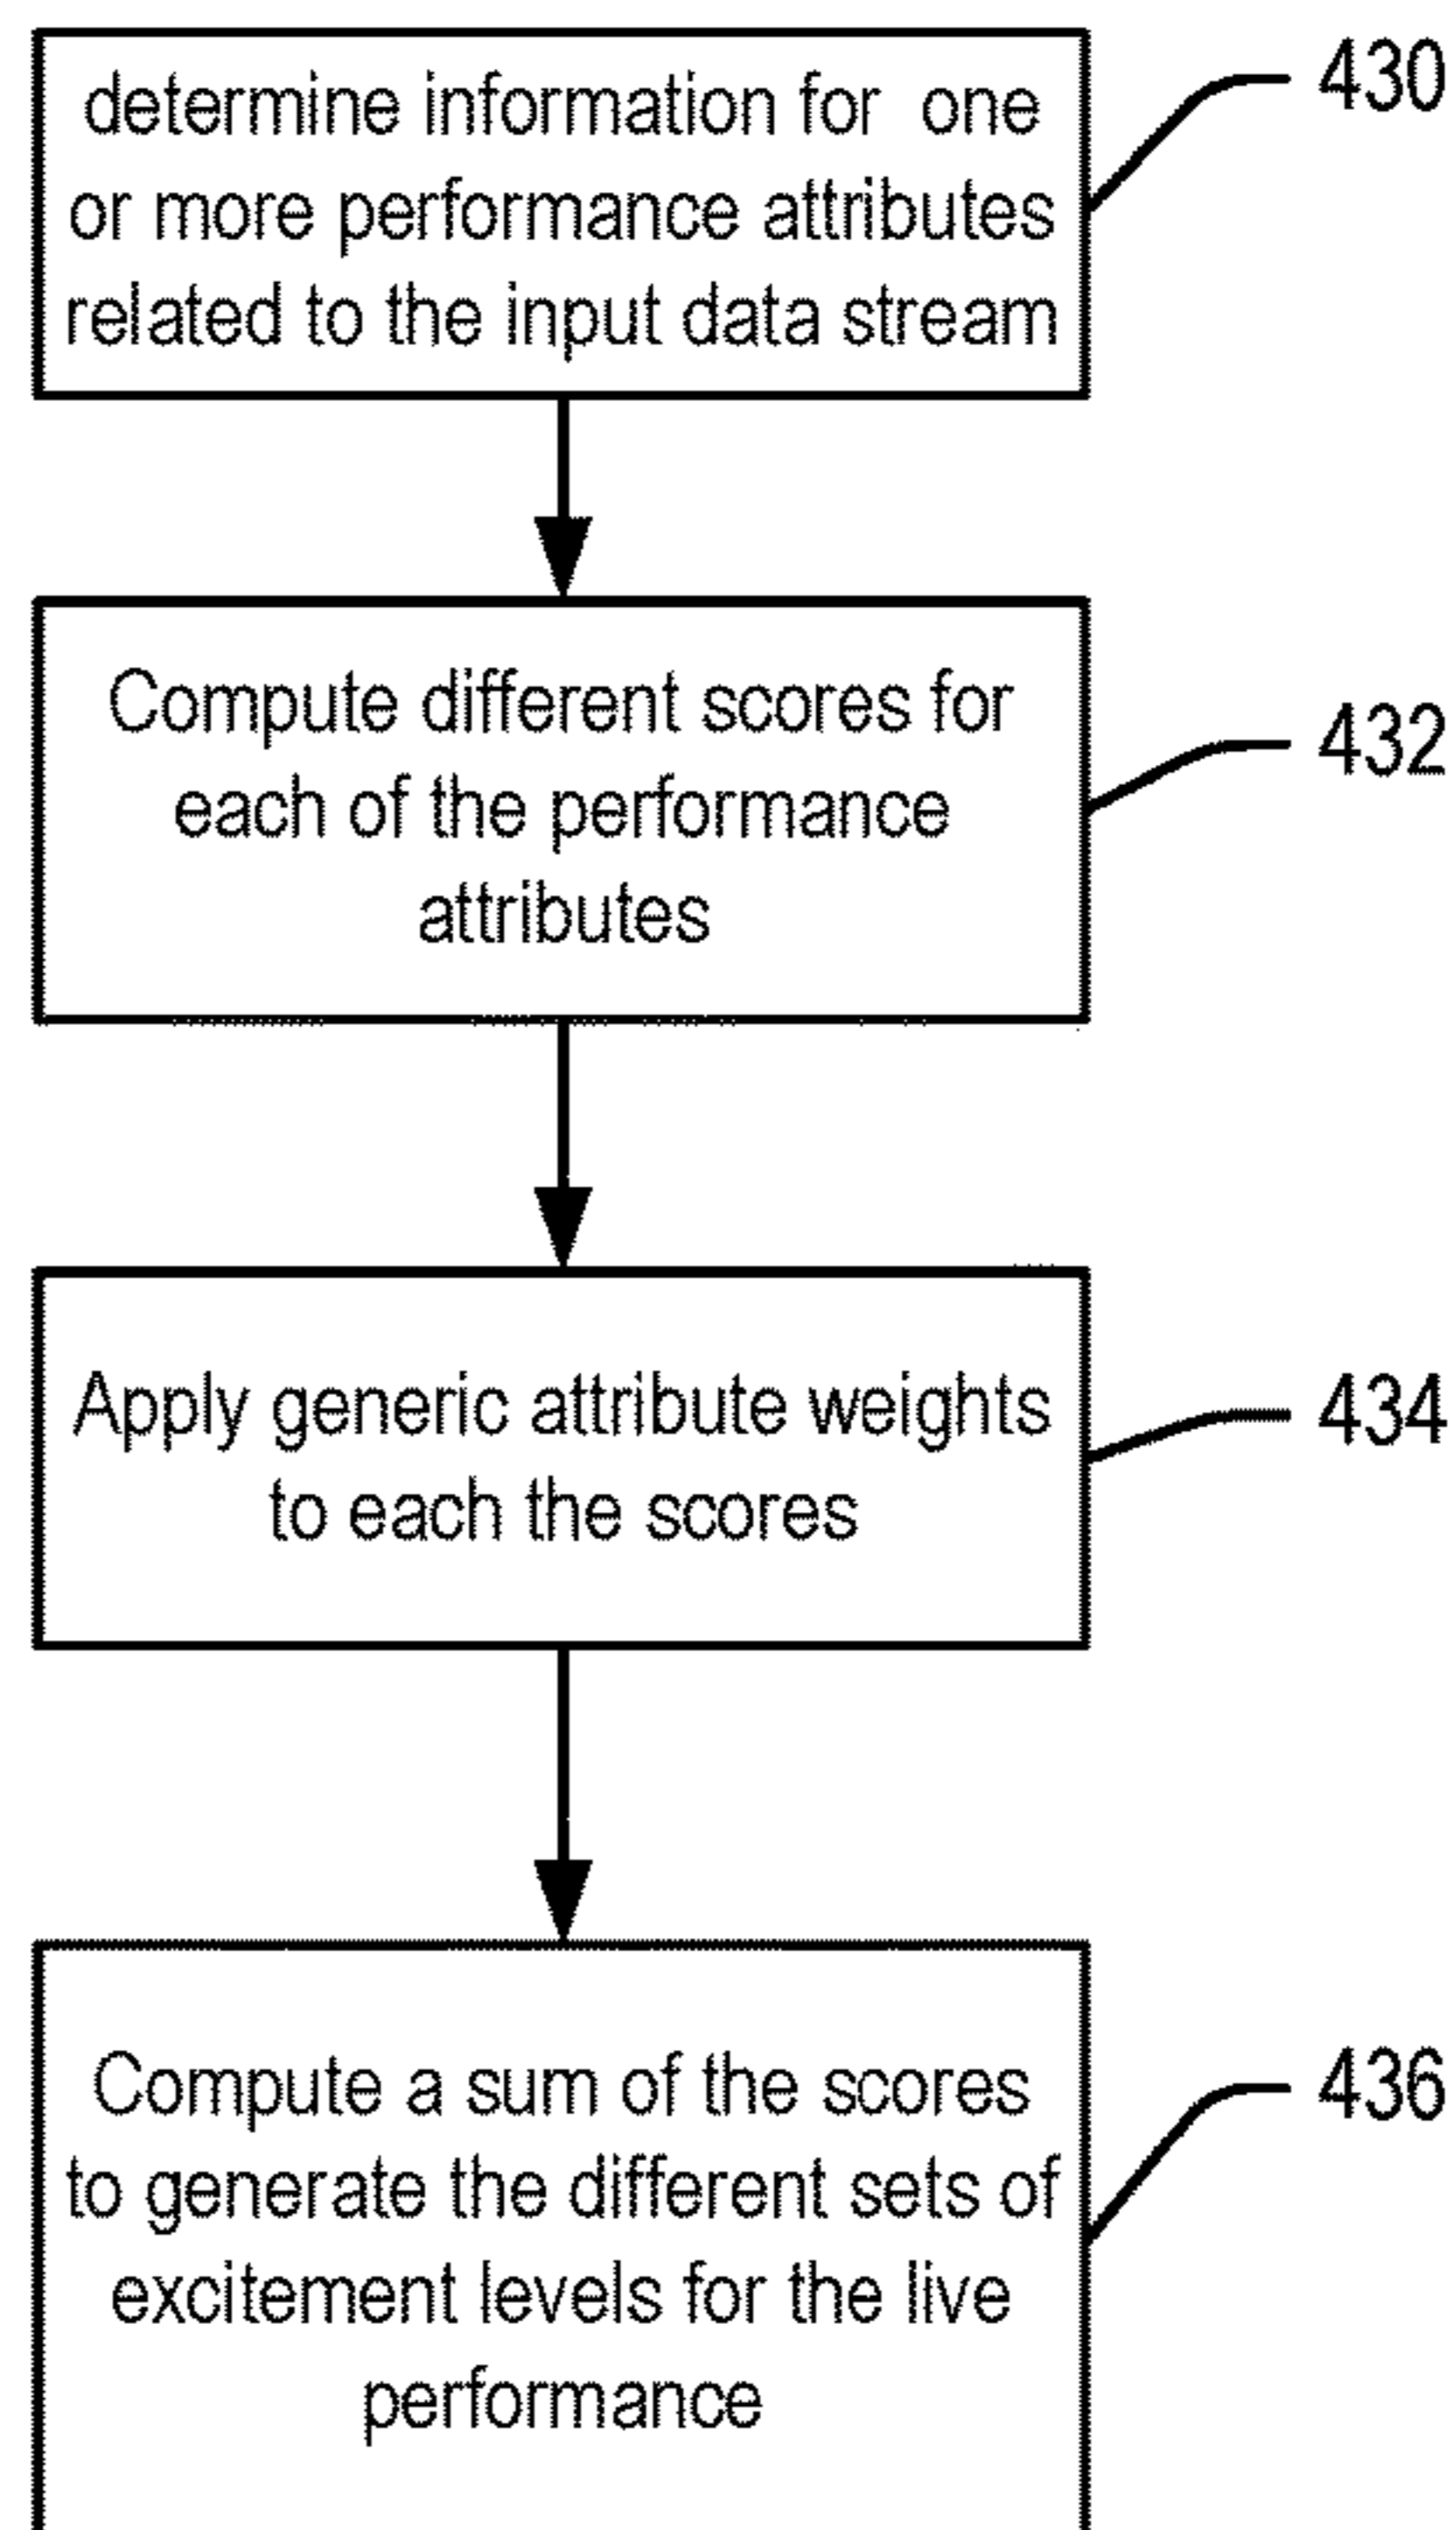 determine information for one
or more performance attributes
related to the input data stream
430
Compute different scores for
each of the performance
attributes
432
Apply generic attribute weights
to each the scores
434
Compute a sum of the scores
to generate the different sets of
excitement levels for the live
performance
436